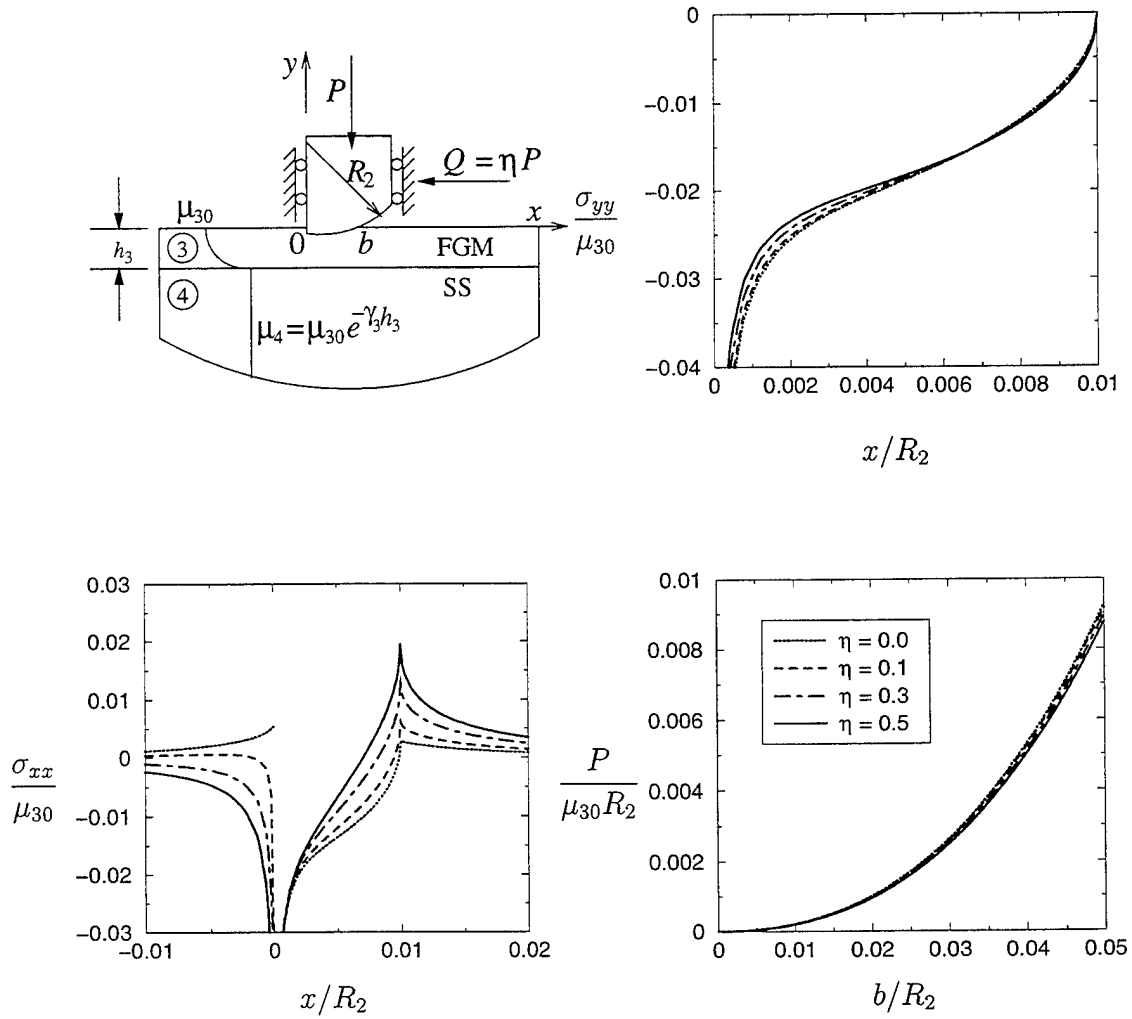 y
P
R₂
Q = ηP
μ₃₀
x
0
b
h₃
③
FGM
④
SS
μ₄ = μ₃₀e^{-γ₃h₃}
σ_yy
μ₃₀
0
−0.01
−0.02
−0.03
−0.04
0 0.002 0.004 0.006 0.008 0.01
x/R₂
σ_xx
μ₃₀
0.03
0.02
0.01
0
−0.01
−0.02
−0.03
−0.01 0 0.01 0.02
x/R₂
P
μ₃₀R₂
0.01
0.008
0.006
0.004
0.002
0
η = 0.0
η = 0.1
η = 0.3
η = 0.5
0 0.01 0.02 0.03 0.04 0.05
b/R₂